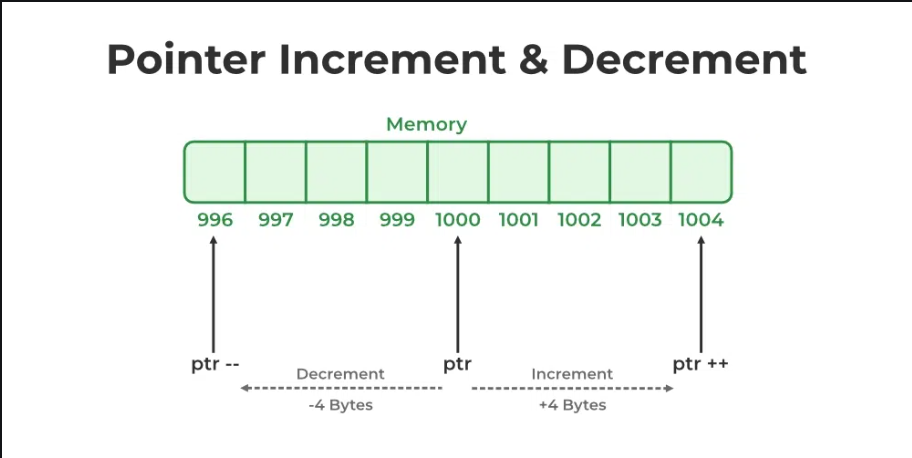 Pointer Increment & Decrement
Memory
996 997 998 999 1000 1001 1002 1003 1004
ptr -- ptr ptr ++
Decrement Increment
-4 Bytes +4 Bytes